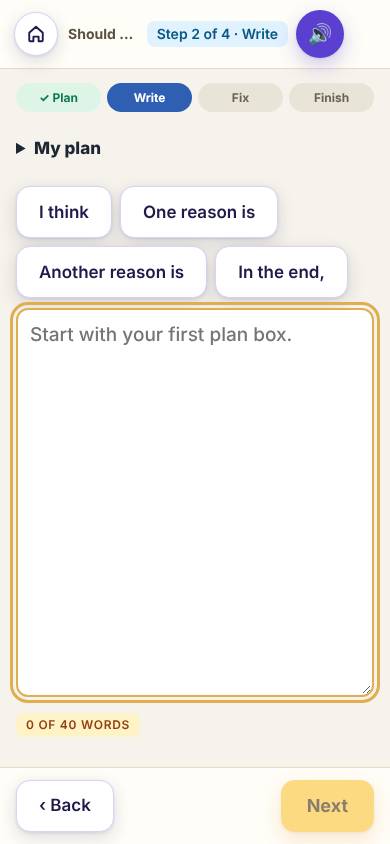 Should ...
Step 2 of 4 · Write
✓ Plan
Write
Fix
Finish
My plan
I think
One reason is
Another reason is
In the end,
Start with your first plan box.
0 OF 40 WORDS
‹ Back
Next